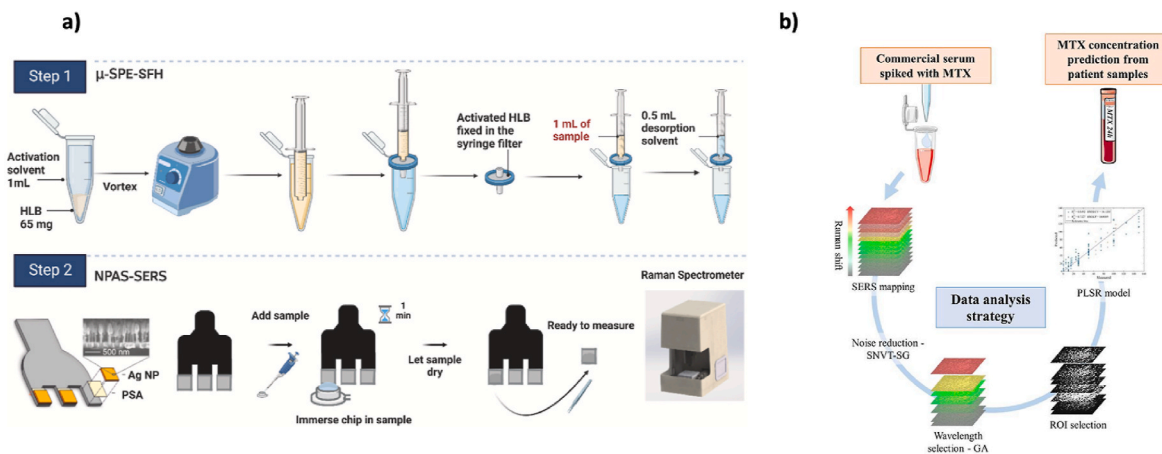 a)
Step 1
μ-SPE-SFH
Activation
solvent
1mL
HLB
65 mg
Vortex
Activated HLB
fixed in the
syringe filter
1 mL of
sample
0.5 mL
desorption
solvent
Step 2
NPAS-SERS
500 nm
Ag NP
PSA
Add sample
Immerse chip in sample
1
min
Let sample
dry
Ready to measure
Raman Spectrometer
b)
Commercial serum
spiked with MTX
MTX concentration
prediction from
patient samples
MTX 24h
Raman
shift
SERS mapping
PLSR model
Data analysis
strategy
Noise reduction -
SNVT-SG
Wavelength
selection - GA
ROI selection